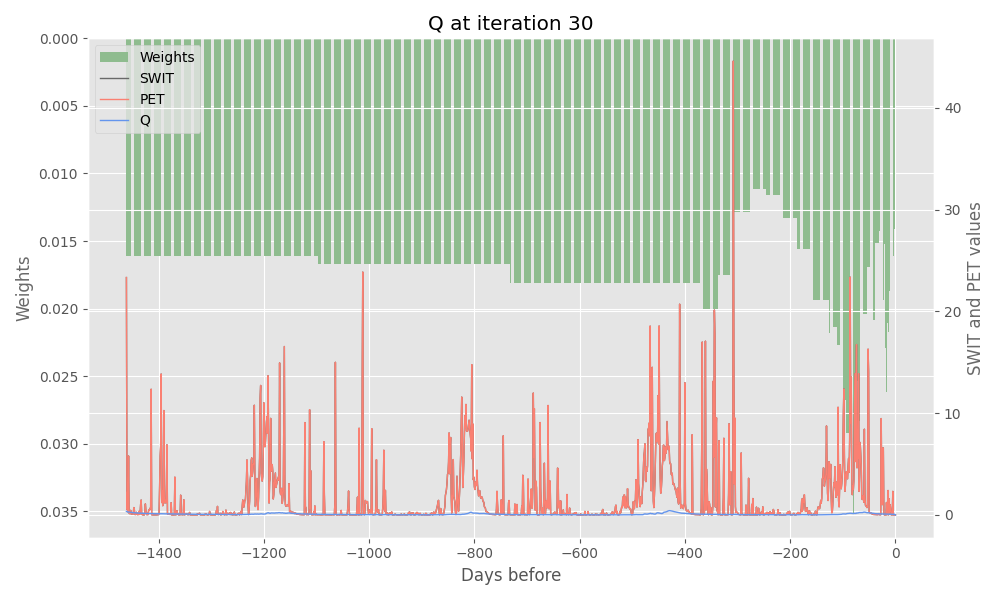 Q at iteration 30
Weights
SWIT
PET
Q
0.000
0.005
0.010
0.015
0.020
0.025
0.030
0.035
Weights
40
30
20
10
0
SWIT and PET values
−1400 −1200 −1000 −800 −600 −400 −200 0
Days before